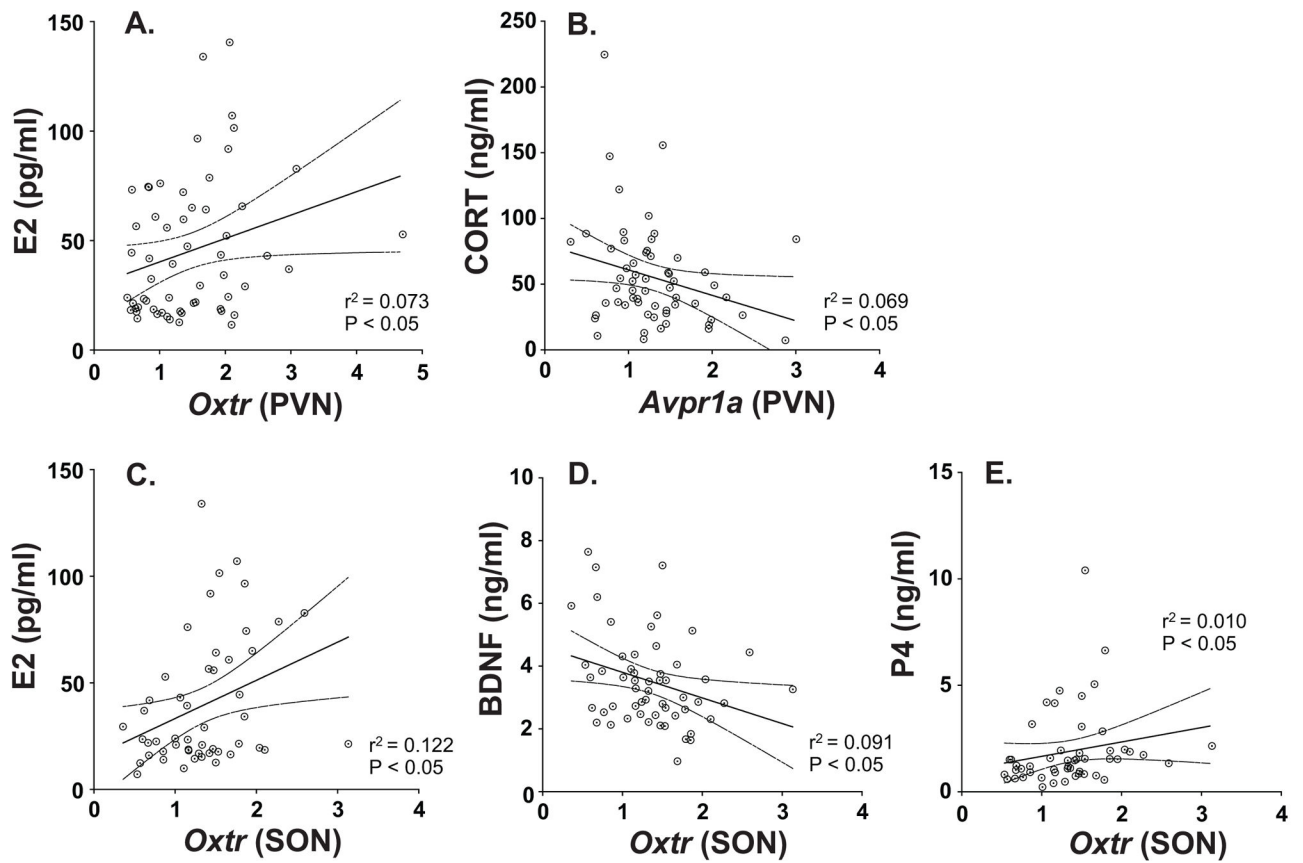 A.
150
100
50
0
E2 (pg/ml)
r² = 0.073
P < 0.05
0 1 2 3 4 5
Oxtr (PVN)
B.
250
200
150
100
50
0
CORT (ng/ml)
r² = 0.069
P < 0.05
0 1 2 3 4
Avpr1a (PVN)
C.
150
100
50
0
E2 (pg/ml)
r² = 0.122
P < 0.05
0 1 2 3 4
Oxtr (SON)
D.
10
8
6
4
2
0
BDNF (ng/ml)
r² = 0.091
P < 0.05
0 1 2 3 4
Oxtr (SON)
E.
15
10
5
0
P4 (ng/ml)
r² = 0.010
P < 0.05
0 1 2 3 4
Oxtr (SON)